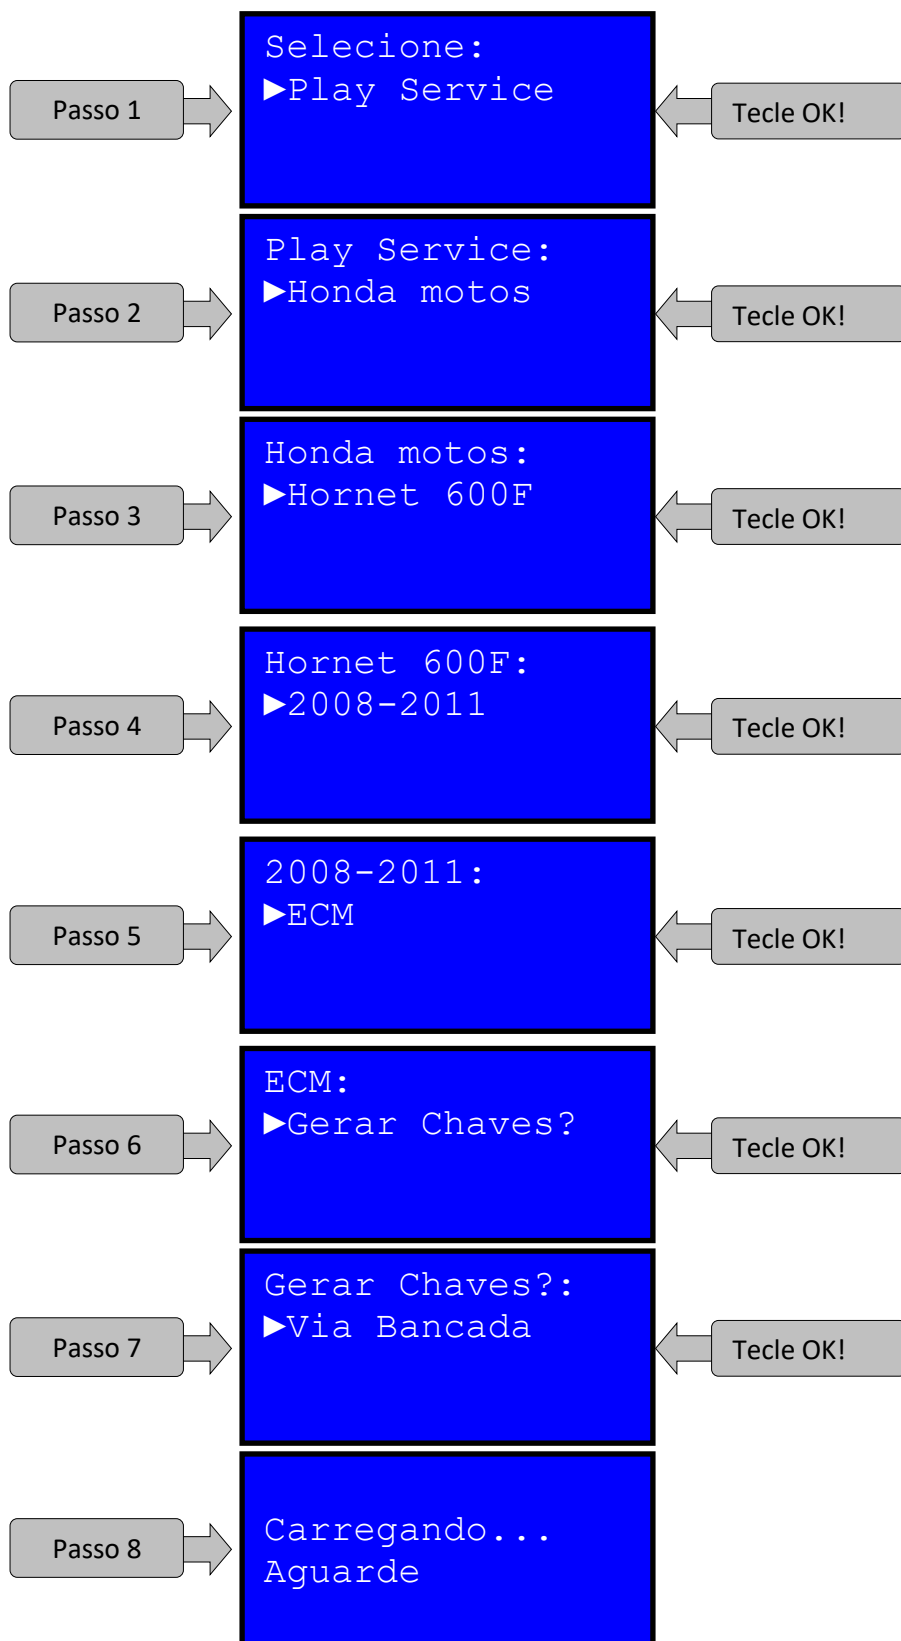 Selecione:
Passo 1
►Play Service
Tecle OK!
Play Service:
Passo 2
►Honda motos
Tecle OK!
Honda motos:
Passo 3
►Hornet 600F
Tecle OK!
Hornet 600F:
Passo 4
►2008-2011
Tecle OK!
2008-2011:
Passo 5
►ECM
Tecle OK!
ECM:
Passo 6
►Gerar Chaves?
Tecle OK!
Gerar Chaves?:
Passo 7
►Via Bancada
Tecle OK!
Passo 8
Carregando...
Aguarde